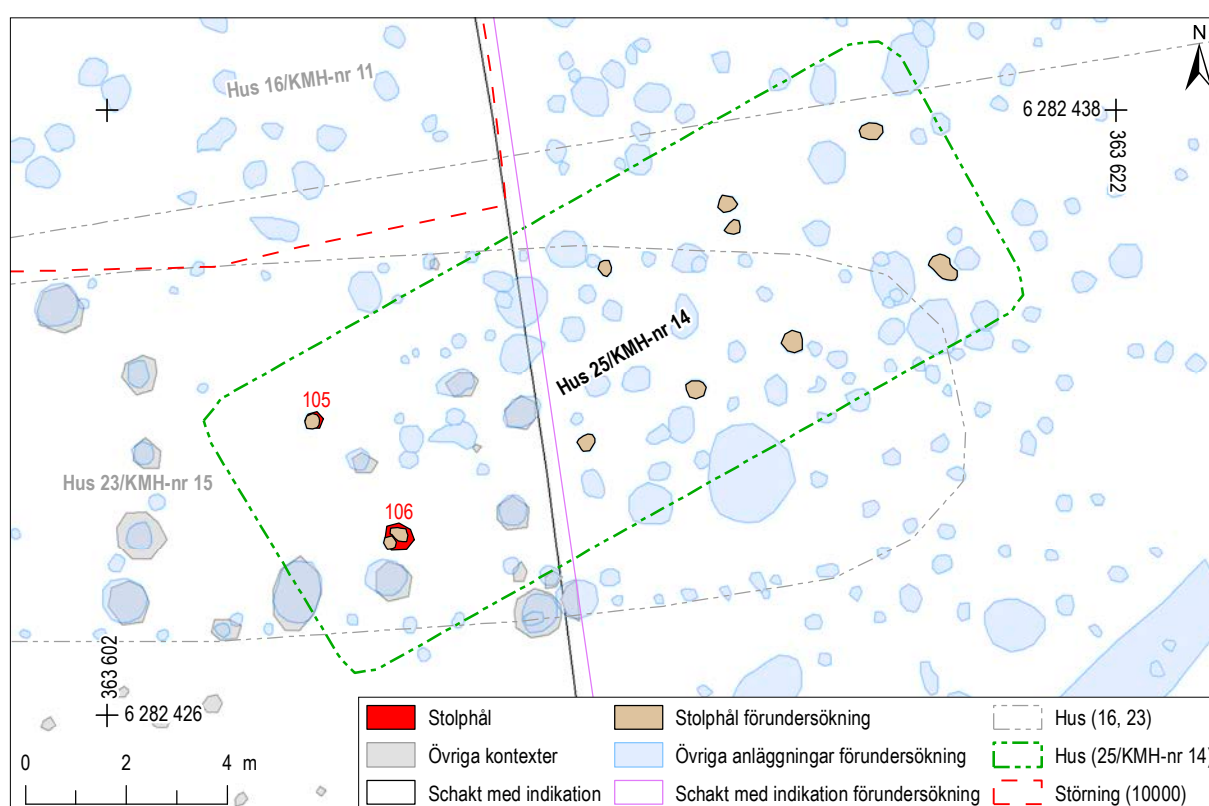 N
Hus 16/KMH-nr 11
6 282 438
363 622
Hus 25/KMH-nr 14
105
Hus 23/KMH-nr 15
106
363 602
6 282 426
0 2 4 m
Stolphål
Stolphål förundersökning
Hus (16, 23)
Övriga kontexter
Övriga anläggningar förundersökning
Hus (25/KMH-nr 14)
Schakt med indikation
Schakt med indikation förundersökning
Störning (10000)